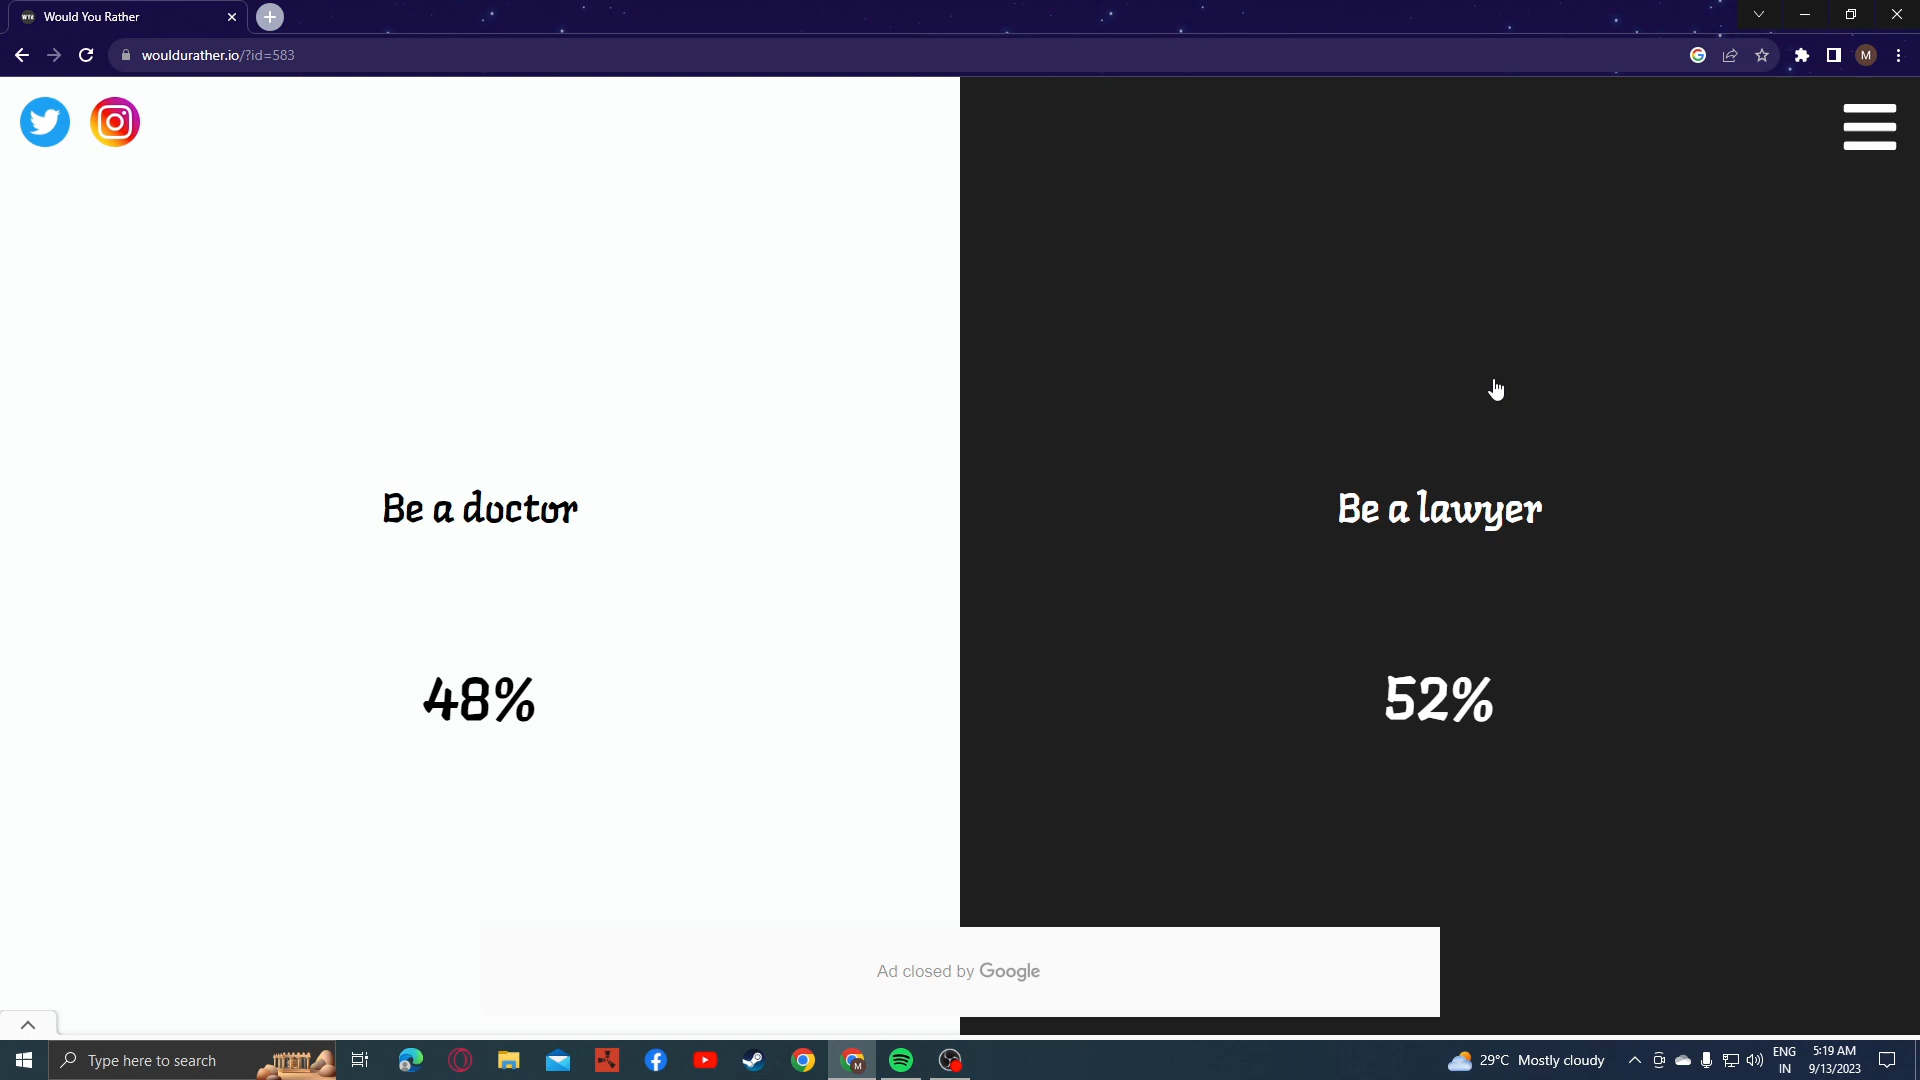 Would You Rather
wouldurather.io/?id=583
M
Be a doctor
Be a lawyer
48%
52%
Ad closed by Google
Type here to search
M
29°C Mostly cloudy
ENG
IN
5:19 AM
9/13/2023